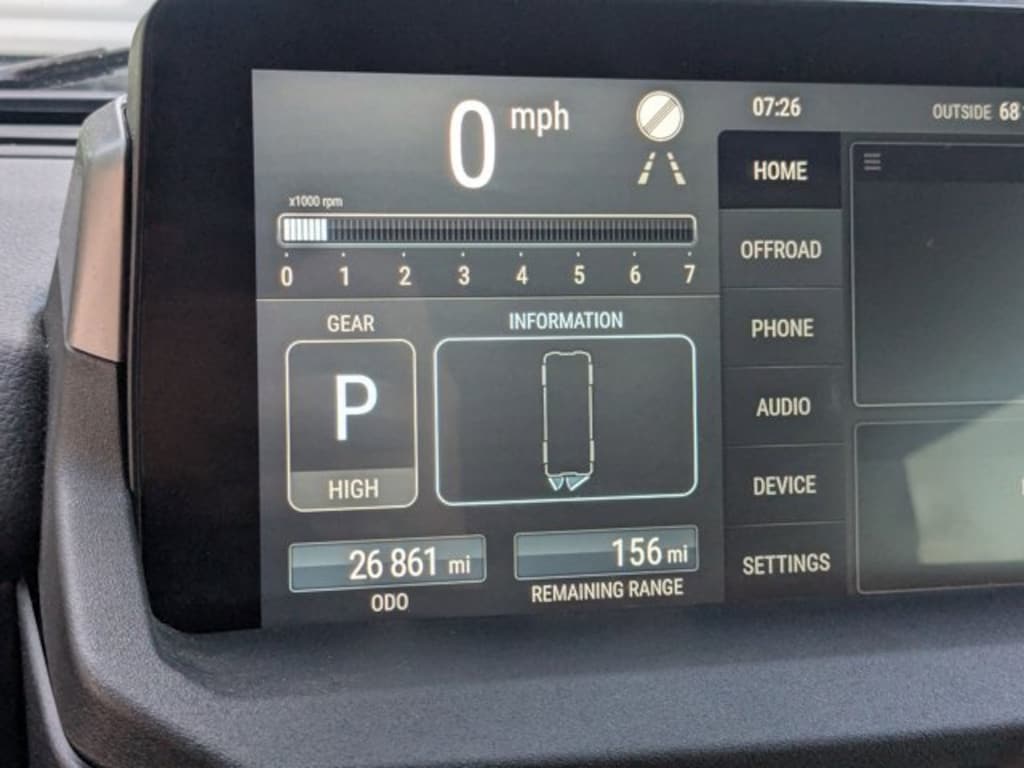 0 mph
07:26
OUTSIDE 68
x1000 rpm
0 1 2 3 4 5 6 7
HOME
OFFROAD
PHONE
AUDIO
DEVICE
SETTINGS
GEAR
P
HIGH
INFORMATION
26 861 mi
ODO
156 mi
REMAINING RANGE